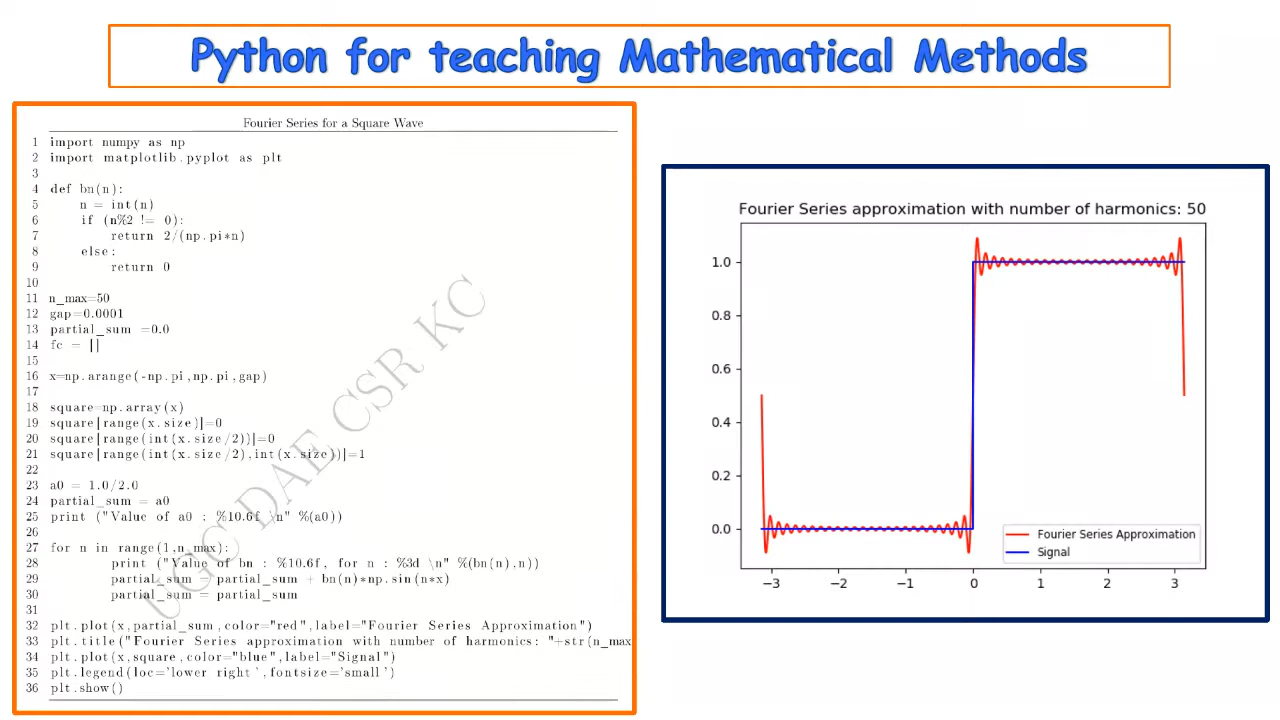 Python for teaching Mathematical Methods
Fourier Series for a Square Wave
1 import numpy as np
2 import matplotlib.pyplot as plt
3
4 def bn(n):
5 n = int(n)
6 if (n%2 != 0):
7 return 2/(np.pi*n)
8 else:
9 return 0
10
11 n_max=50
12 gap=0.0001
13 partial_sum =0.0
14 fc = []
15
16 x=np.arange(-np.pi,np.pi,gap)
17
18 square=np.array(x)
19 square[range(x.size)]=0
20 square[range(int(x.size/2))]=0
21 square[range(int(x.size/2),int(x.size))]=1
22
23 a0 = 1.0/2.0
24 partial_sum = a0
25 print ("Value of a0 : %10.6f \n" %(a0))
26
27 for n in range(1,n_max):
28 print ("Value of bn : %10.6f, for n : %3d \n" %(bn(n),n))
29 partial_sum = partial_sum + bn(n)*np.sin(n*x)
30 partial_sum = partial_sum
31
32 plt.plot(x,partial_sum,color="red",label="Fourier Series Approximation")
33 plt.title("Fourier Series approximation with number of harmonics: "+str(n_max
34 plt.plot(x,square,color="blue",label="Signal")
35 plt.legend(loc='lower right',fontsize='small')
36 plt.show()
UGC DAE CSR KC
Fourier Series approximation with number of harmonics: 50
1.0
0.8
0.6
0.4
0.2
0.0
Fourier Series Approximation
Signal
−3 −2 −1 0 1 2 3